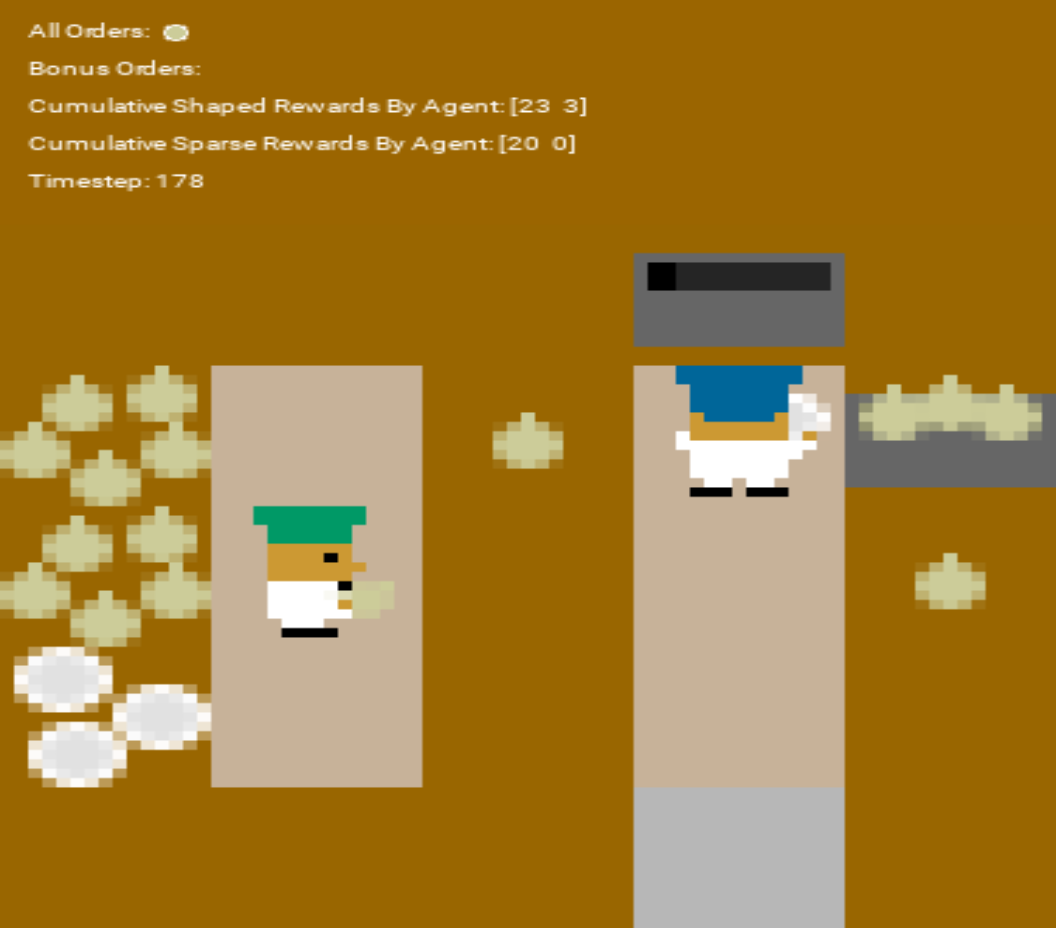 All Orders:
Bonus Orders:
Cumulative Shaped Rewards By Agent: [23 3]
Cumulative Sparse Rewards By Agent: [20 0]
Timestep: 178